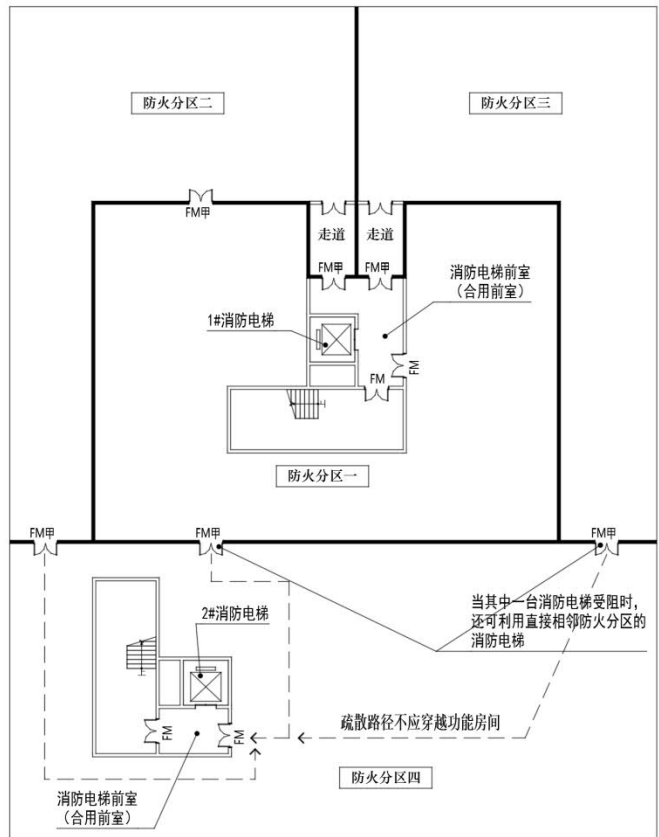 防火分区二
防火分区三
FM甲
走道
走道
FM甲
FM甲
消防电梯前室
（合用前室）
1#消防电梯
FM
FM
防火分区一
FM甲
FM甲
FM甲
当其中一台消防电梯受阻时，
还可利用直接相邻防火分区的
消防电梯
2#消防电梯
FM
FM
疏散路径不应穿越功能房间
防火分区四
消防电梯前室
（合用前室）